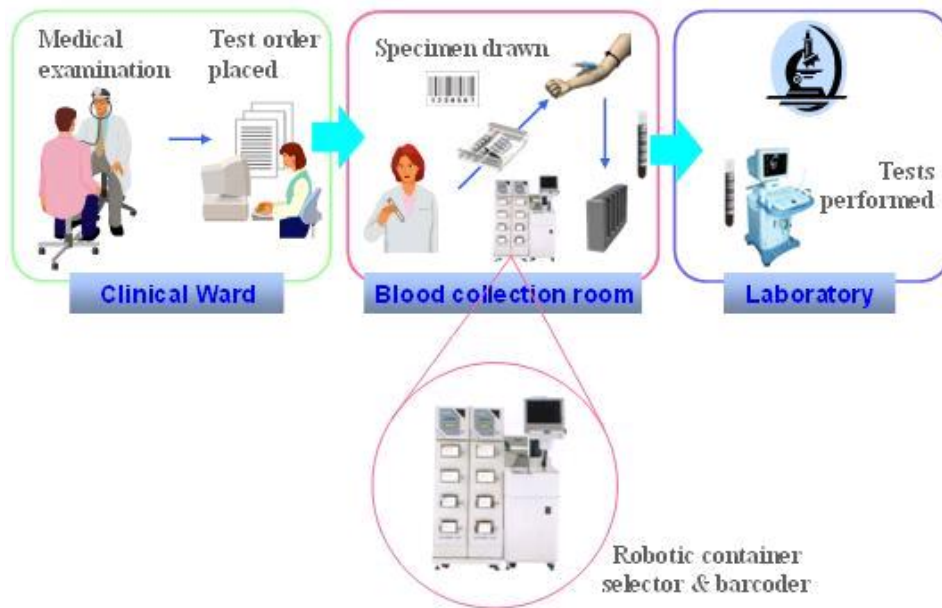 Medical
examination
Test order
placed
Specimen drawn
1238567
Tests
performed
Clinical Ward
Blood collection room
Laboratory
Robotic container
selector & barcoder